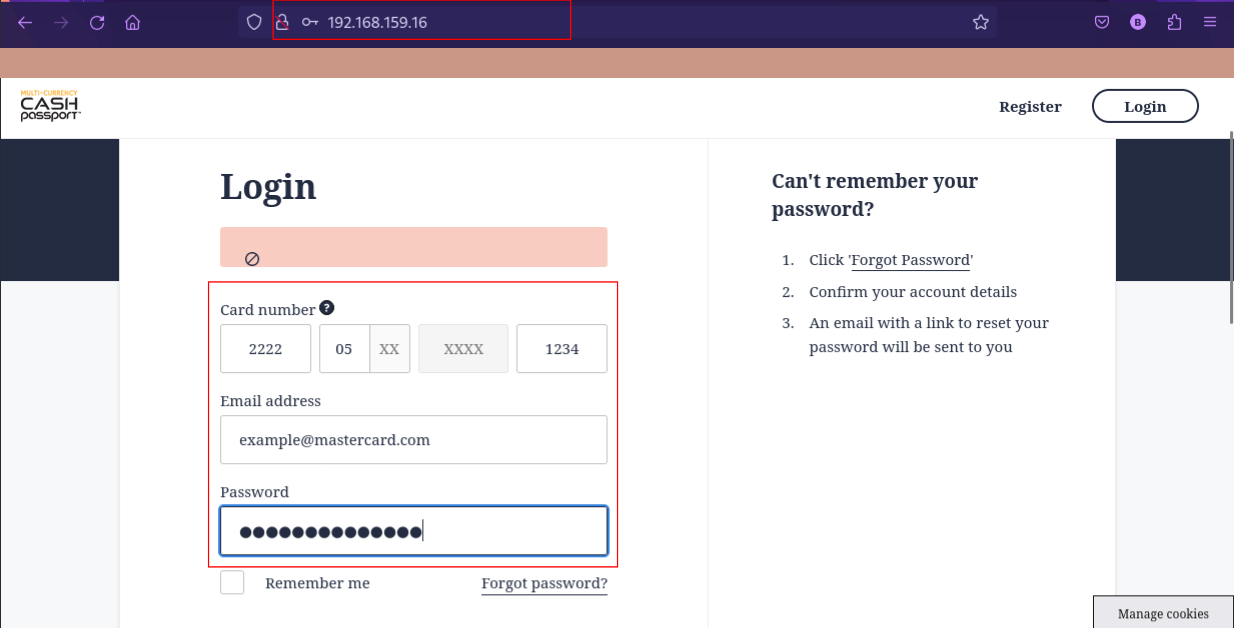 192.168.159.16
B
MULTI-CURRENCY
CASH
passport™
Register
Login
Login
Card number ?
2222 05 XX XXXX 1234
Email address
example@mastercard.com
Password
●●●●●●●●●●●●●●
Remember me
Forgot password?
Can't remember your
password?
1. Click 'Forgot Password'
2. Confirm your account details
3. An email with a link to reset your
password will be sent to you
Manage cookies